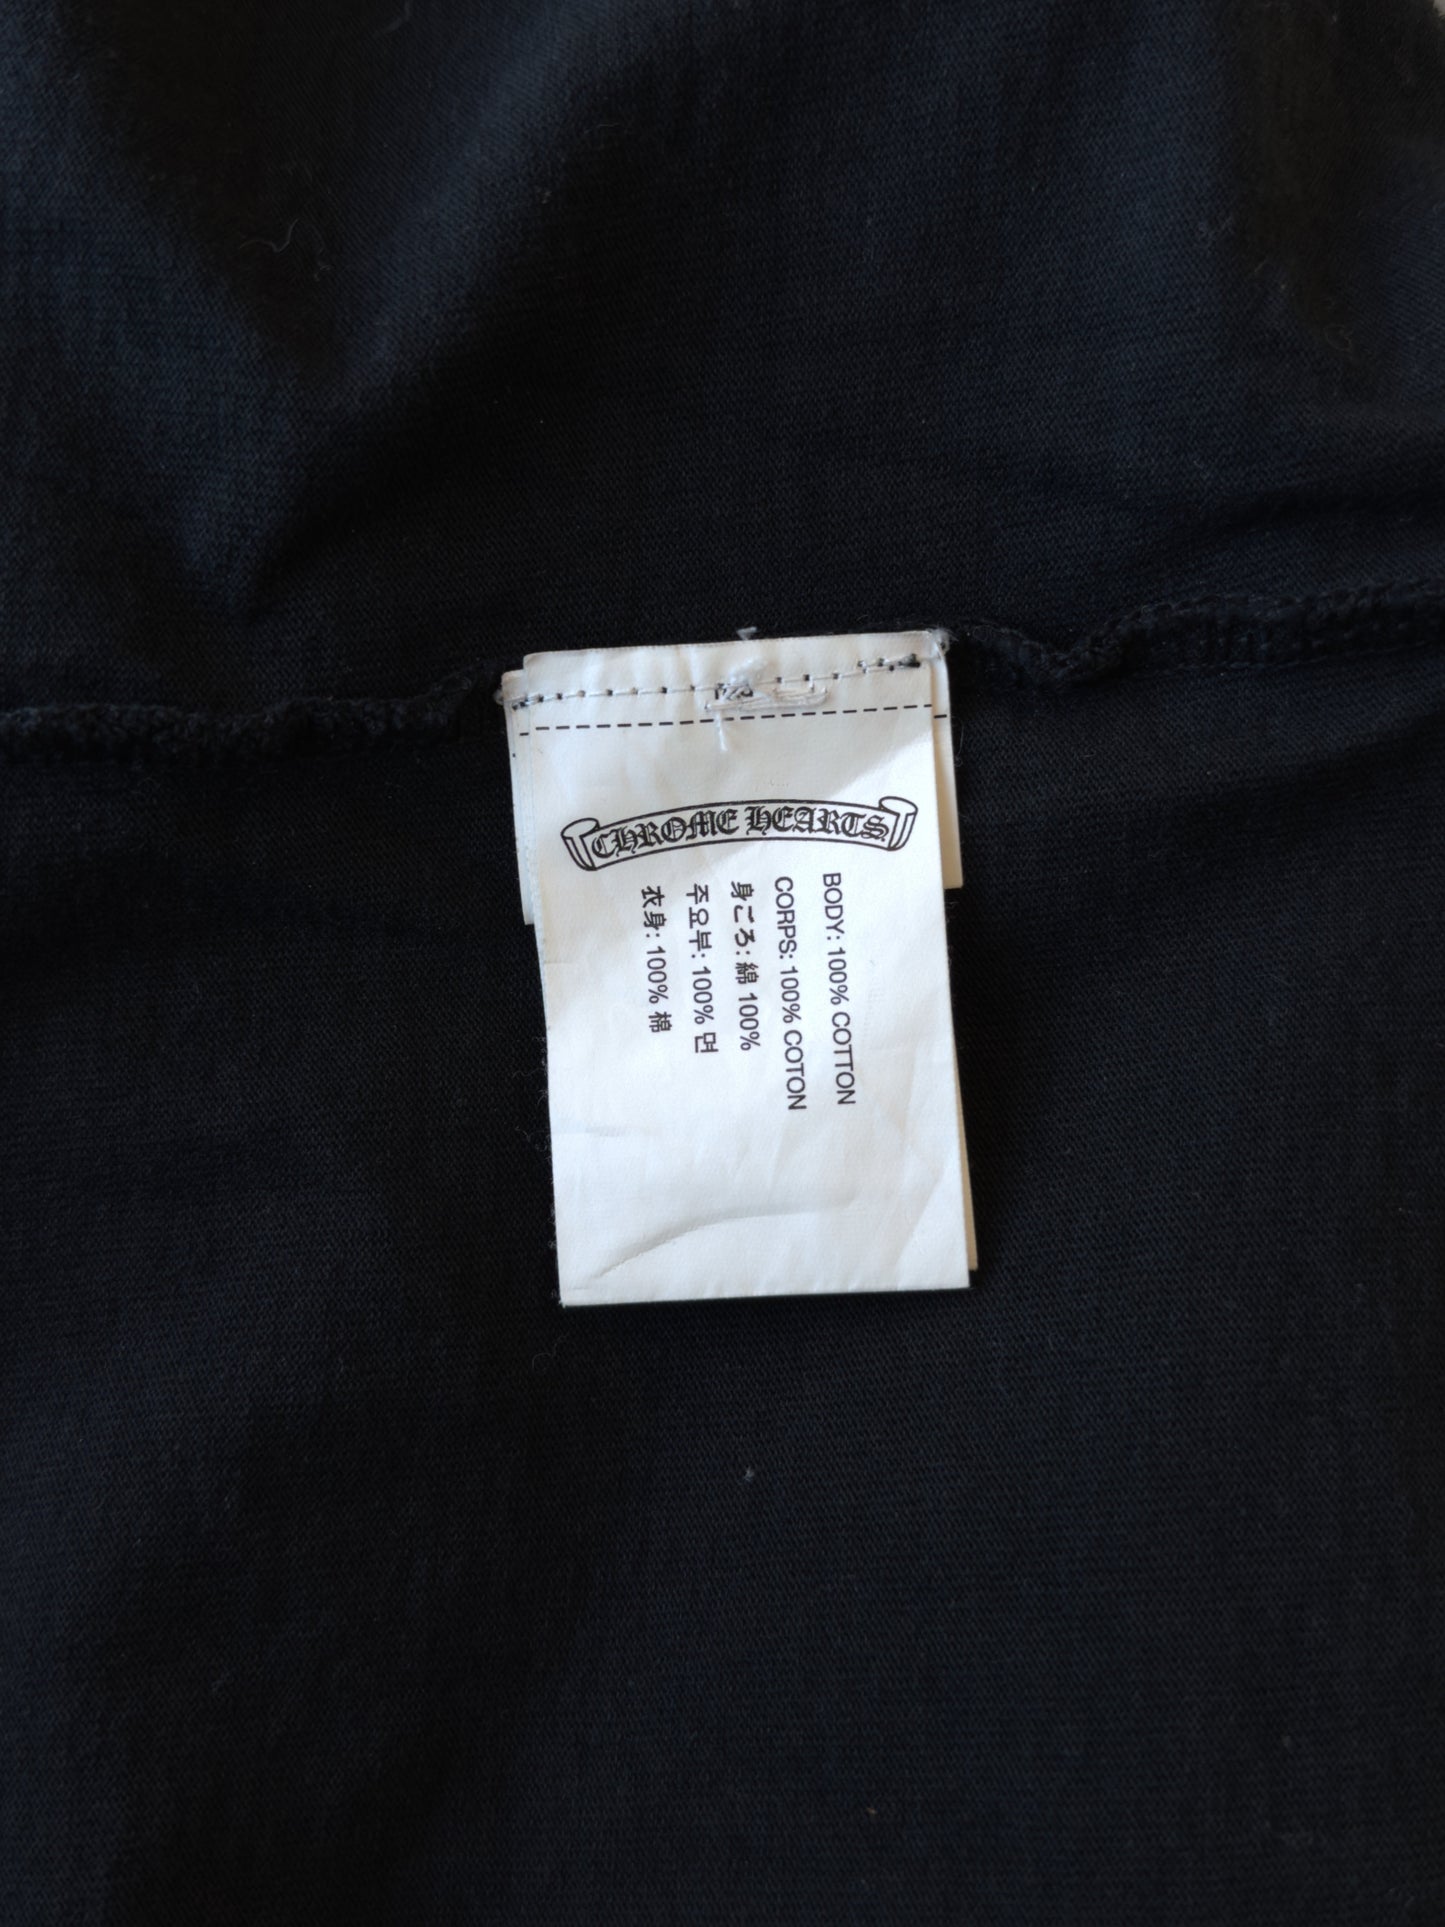 CHROME HEARTS
BODY: 100% COTTON
CORPS: 100% COTON
身ごろ: 綿 100%
주요부: 100% 면
衣身: 100% 棉